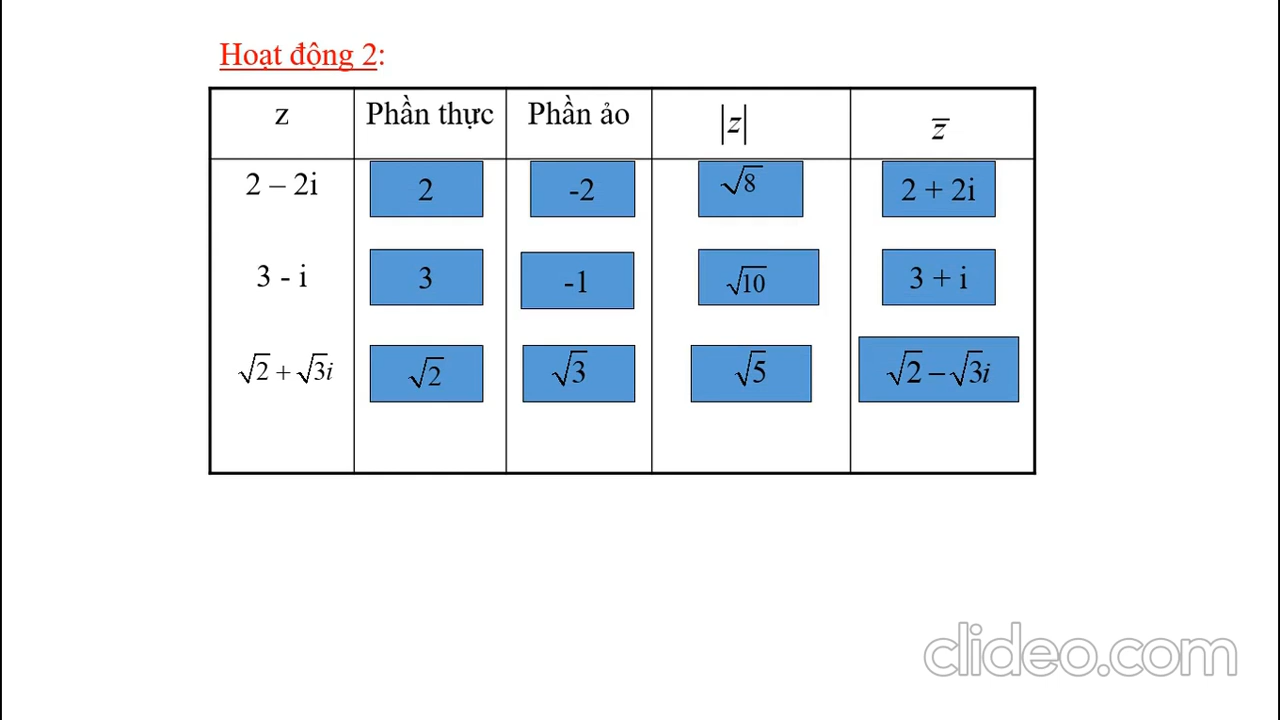 Hoạt động 2:
z Phần thực Phần ảo |z| z̅
2 – 2i 2 -2 √8 2 + 2i
3 - i 3 -1 √10 3 + i
√2 + √3i √2 √3 √5 √2 – √3i
clideo.com